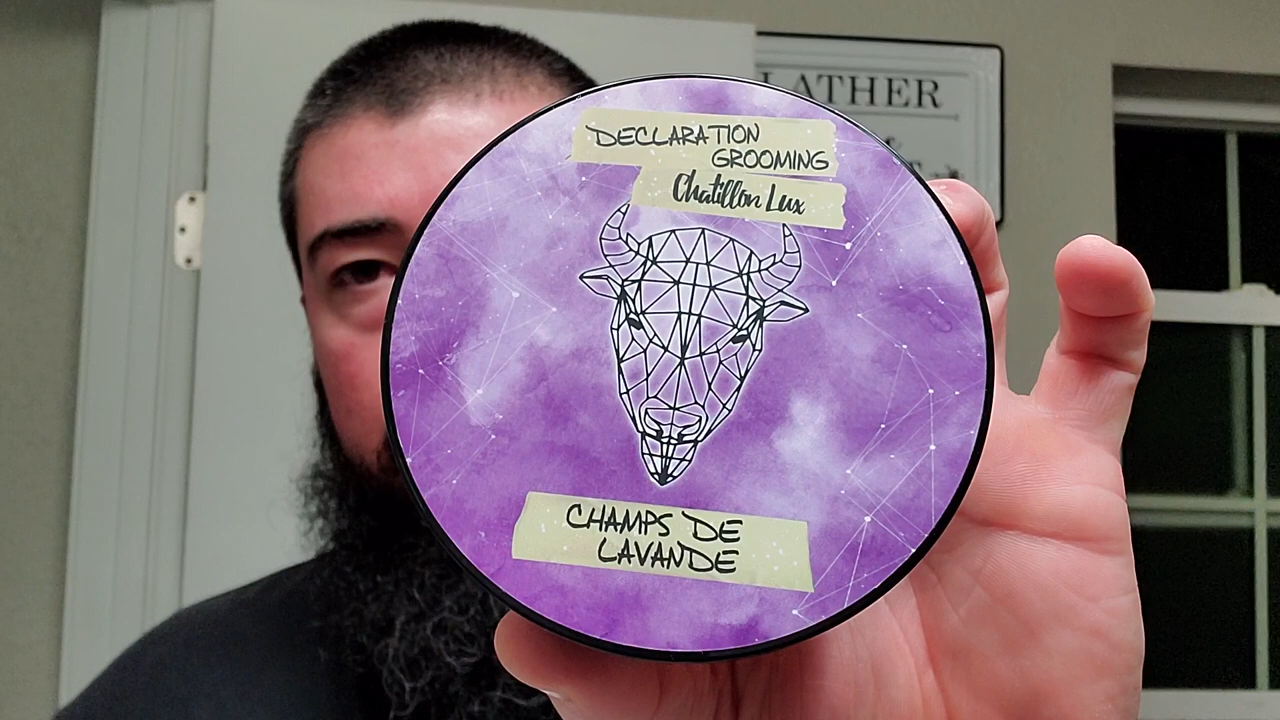 LATHER
DECLARATION
GROOMING
Chatillon Lux
CHAMPS DE
LAVANDE